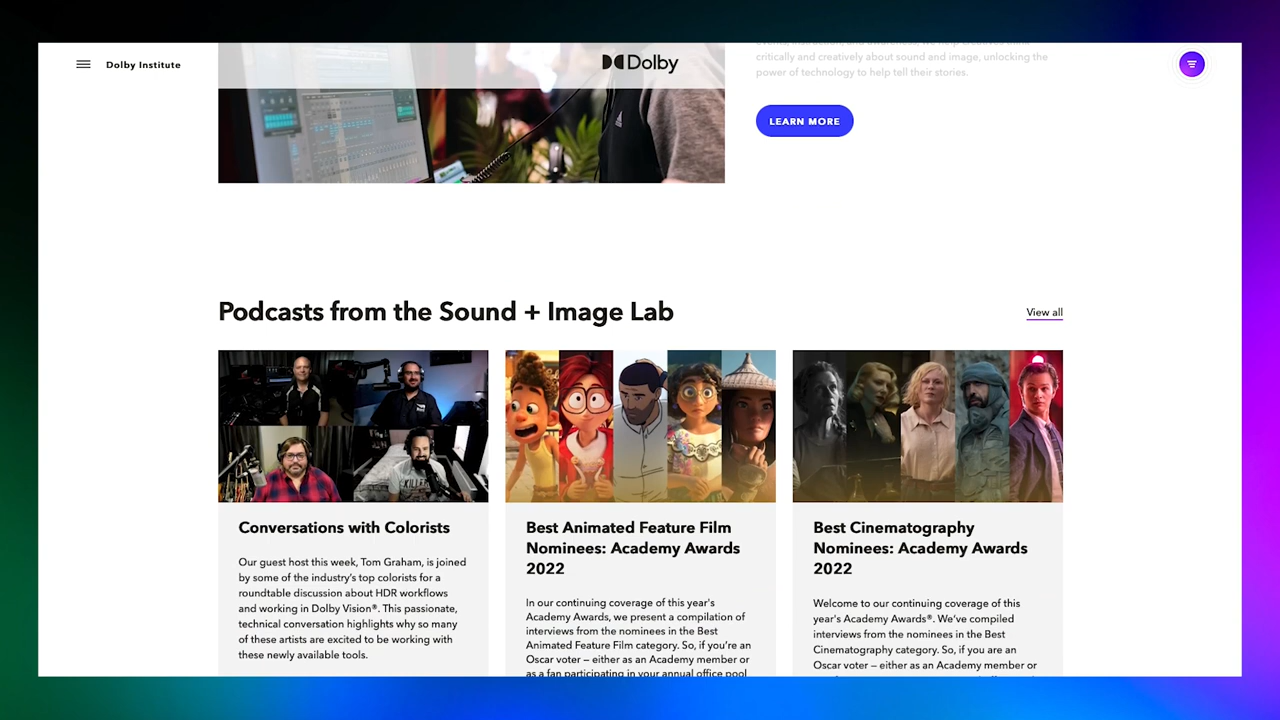 Dolby Institute
Dolby
critically and creatively about sound and image, unlocking the
power of technology to help tell their stories.
LEARN MORE
Podcasts from the Sound + Image Lab
View all
Conversations with Colorists
Our guest host this week, Tom Graham, is joined
by some of the industry's top colorists for a
roundtable discussion about HDR workflows
and working in Dolby Vision®. This passionate,
technical conversation highlights why so many
of these artists are excited to be working with
these newly available tools.
Best Animated Feature Film
Nominees: Academy Awards
2022
In our continuing coverage of this year's
Academy Awards, we present a compilation of
interviews from the nominees in the Best
Animated Feature Film category. So, if you're an
Oscar voter – either as an Academy member or
as a fan participating in your annual office pool
Best Cinematography
Nominees: Academy Awards
2022
Welcome to our continuing coverage of this
year's Academy Awards®. We've compiled
interviews from the nominees in the Best
Cinematography category. So, if you are an
Oscar voter – either as an Academy member or